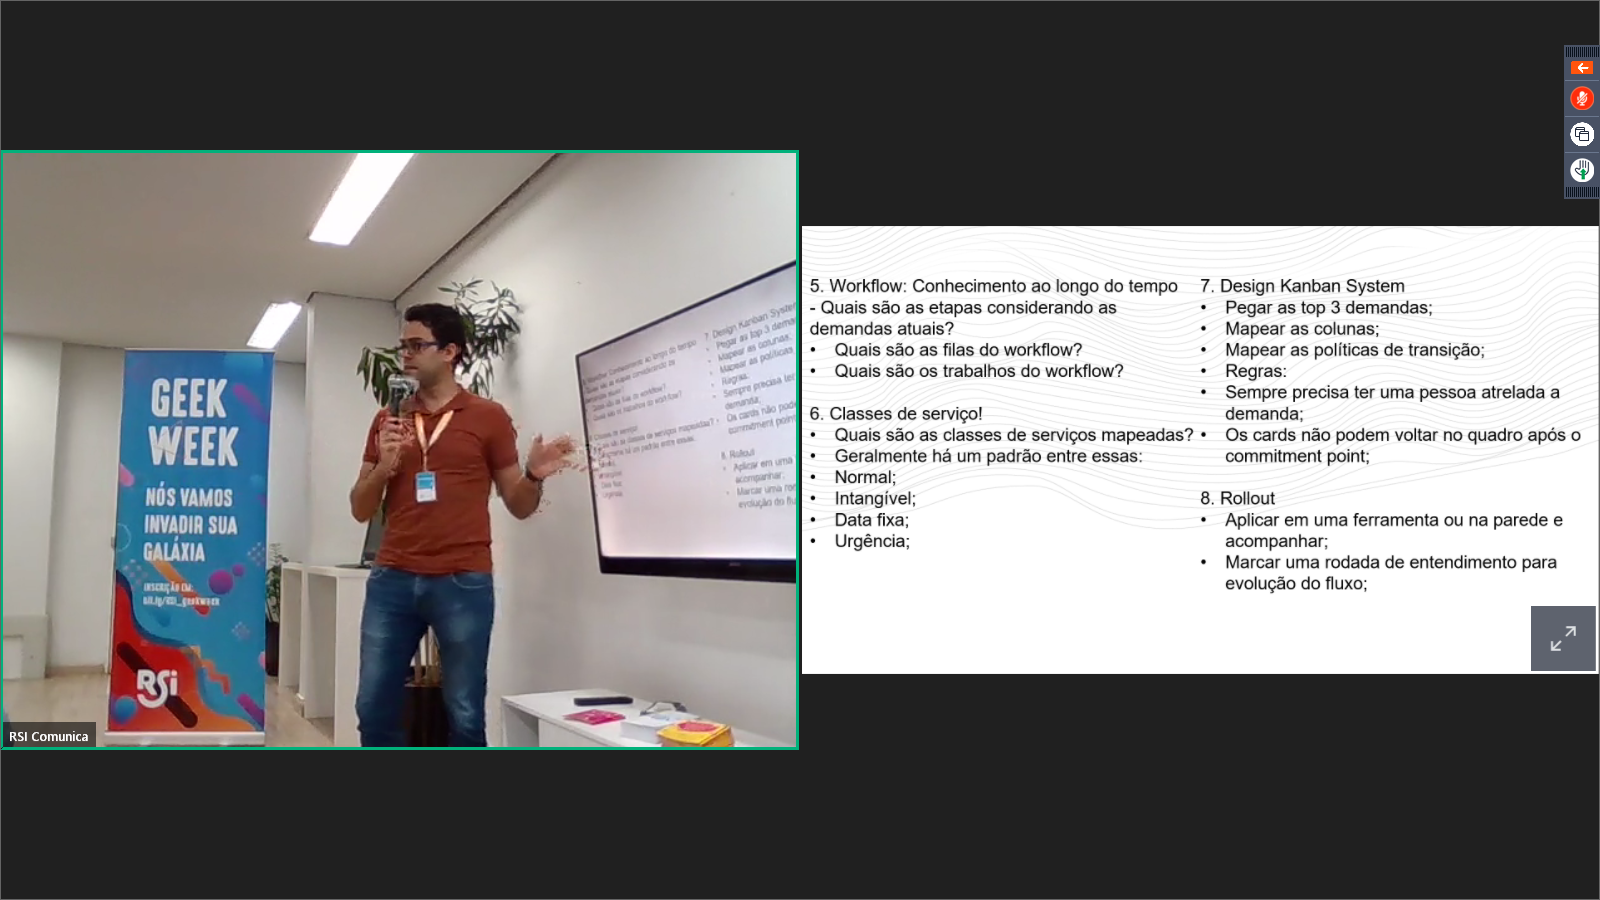 GEEK
WEEK
NÓS VAMOS
INVADIR SUA
GALÁXIA
INSCRIÇÃO EM:
RSi
RSI Comunica
5. Workflow: Conhecimento ao longo do tempo
- Quais são as etapas considerando as
demandas atuais?
• Quais são as filas do workflow?
• Quais são os trabalhos do workflow?
6. Classes de serviço!
• Quais são as classes de serviços mapeadas?
• Geralmente há um padrão entre essas:
• Normal;
• Intangível;
• Data fixa;
• Urgência;
7. Design Kanban System
• Pegar as top 3 demandas;
• Mapear as colunas;
• Mapear as políticas de transição;
• Regras:
• Sempre precisa ter uma pessoa atrelada a
demanda;
• Os cards não podem voltar no quadro após o
commitment point;
8. Rollout
• Aplicar em uma ferramenta ou na parede e
acompanhar;
• Marcar uma rodada de entendimento para
evolução do fluxo;